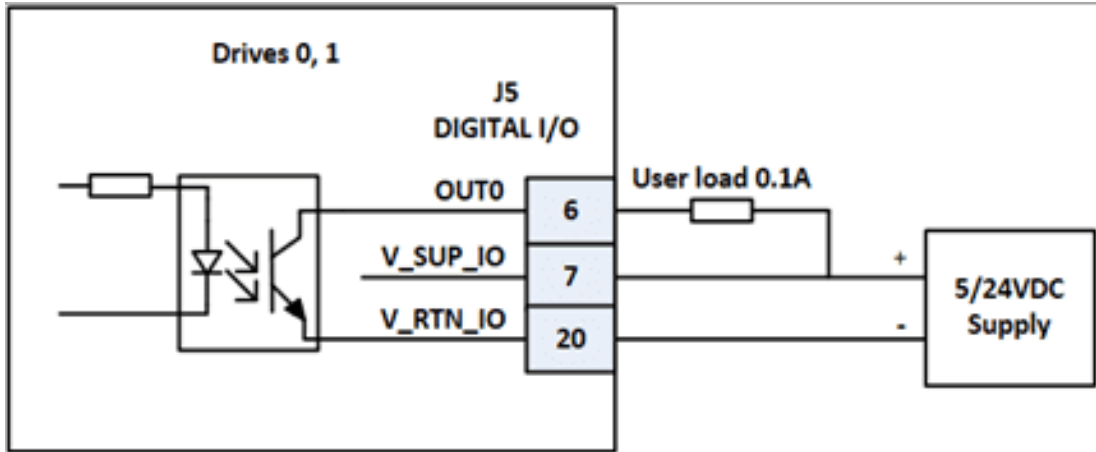 Drives 0, 1
J5
DIGITAL I/O
OUT0
6
User load 0.1A
V_SUP_IO
7
+
5/24VDC
Supply
V_RTN_IO
20
-